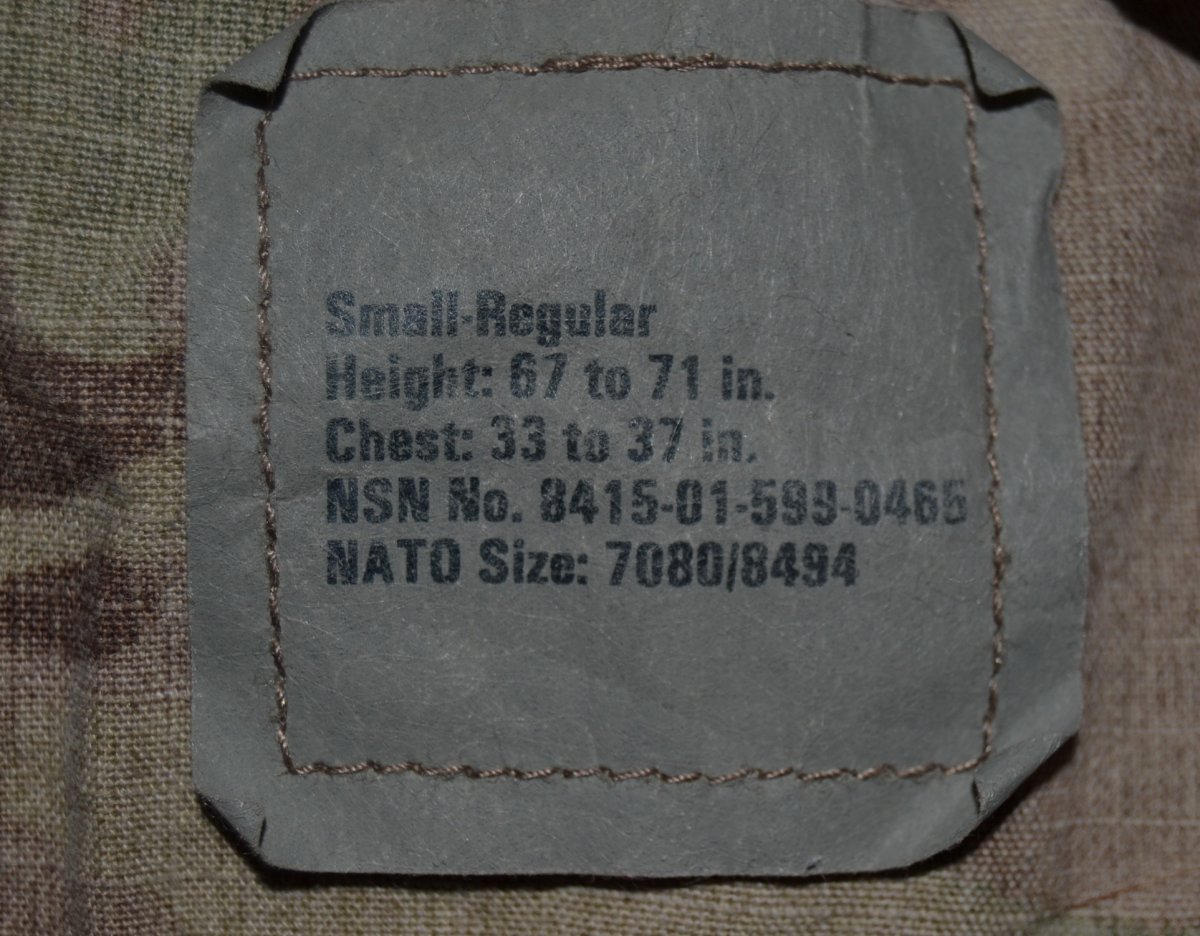 Small-Regular
Height: 67 to 71 in.
Chest: 33 to 37 in.
NSN No. 8415-01-599-0465
NATO Size: 7080/8494